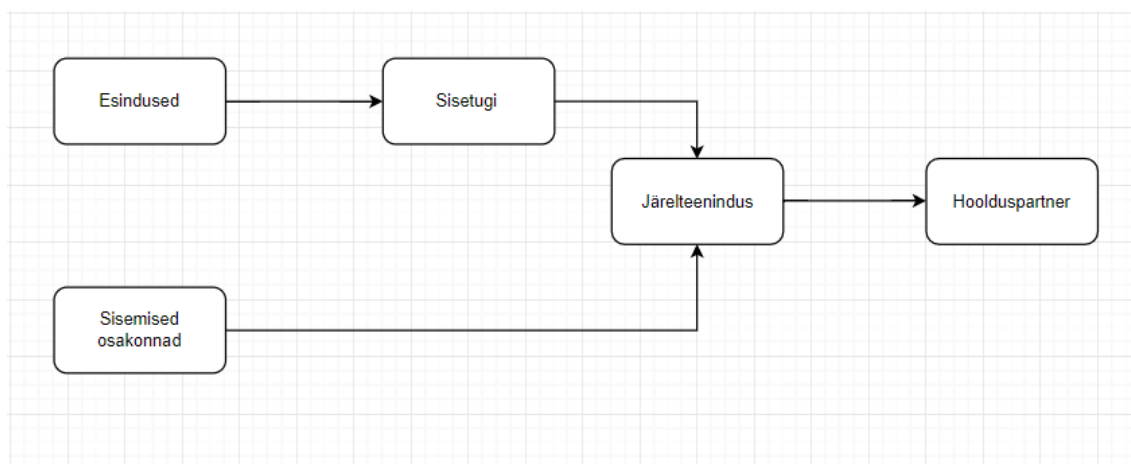 Esindused
Sisetugi
Järelteenindus
Hoolduspartner
Sisemised
osakonnad